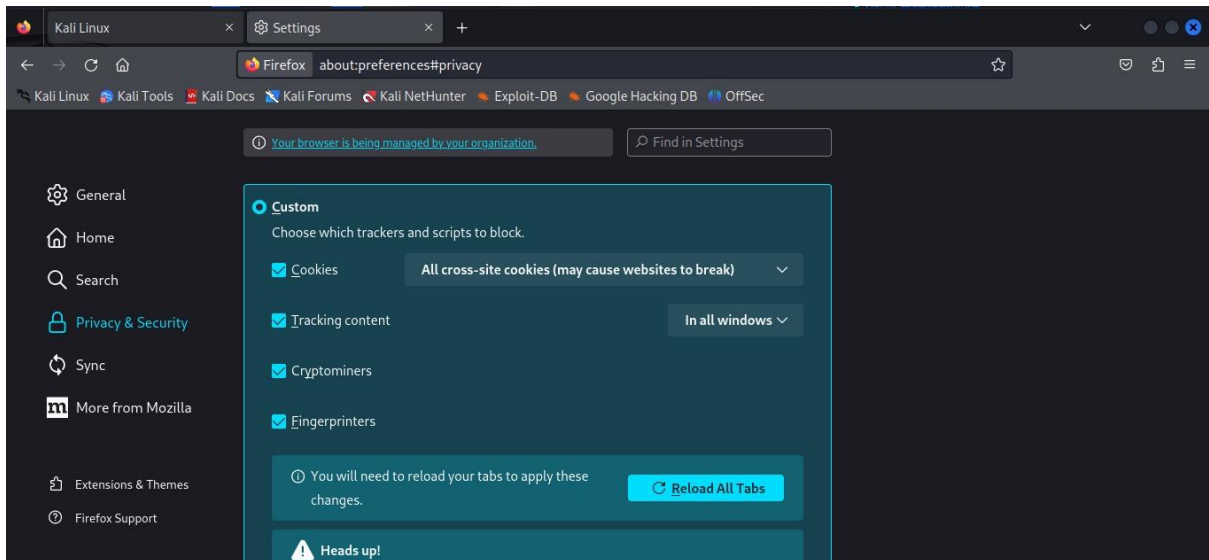 Kali Linux
Settings
Firefox about:preferences#privacy
Kali Linux Kali Tools Kali Docs Kali Forums Kali NetHunter Exploit-DB Google Hacking DB OffSec
Your browser is being managed by your organization.
Find in Settings
General
Home
Search
Privacy & Security
Sync
More from Mozilla
Extensions & Themes
Firefox Support
Custom
Choose which trackers and scripts to block.
Cookies All cross-site cookies (may cause websites to break)
Tracking content In all windows
Cryptominers
Fingerprinters
You will need to reload your tabs to apply these
changes.
Reload All Tabs
Heads up!